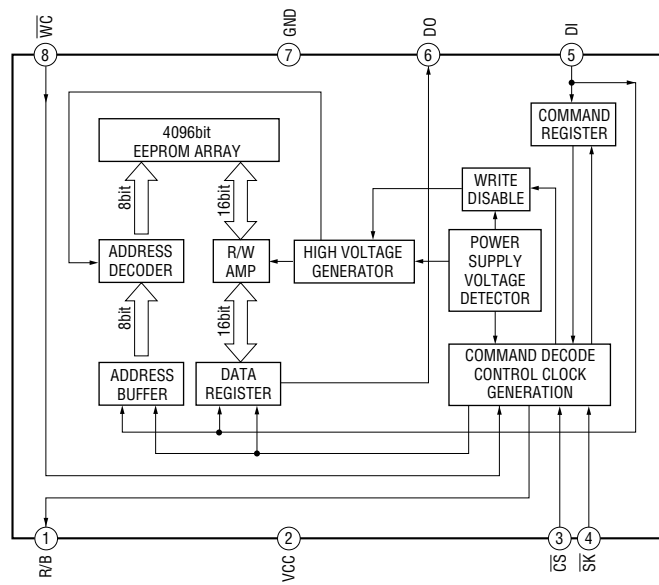 WC
GND
DO
DI
8
7
6
5
4096bit
EEPROM ARRAY
COMMAND
REGISTER
8bit
16bit
WRITE
DISABLE
ADDRESS
DECODER
R/W
AMP
HIGH VOLTAGE
GENERATOR
POWER
SUPPLY
VOLTAGE
DETECTOR
8bit
16bit
ADDRESS
BUFFER
DATA
REGISTER
COMMAND DECODE
CONTROL CLOCK
GENERATION
1
2
3
4
R/B
VCC
CS
SK